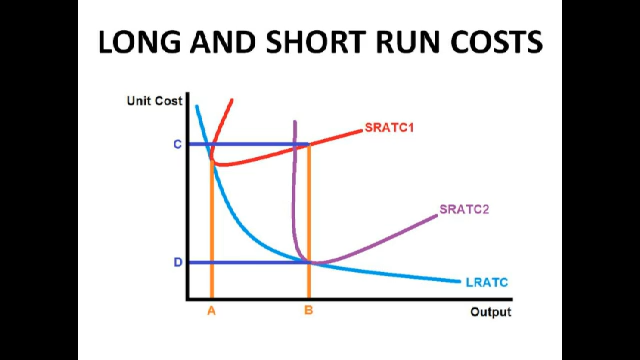 LONG AND SHORT RUN COSTS
Unit Cost
SRATC1
C
SRATC2
D
LRATC
A
B
Output